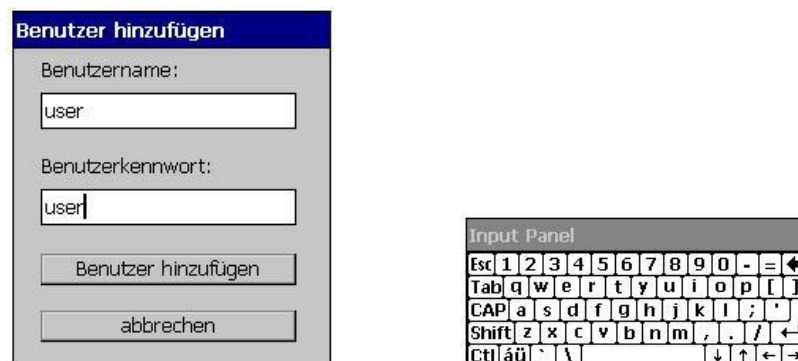 Benutzer hinzufügen
Benutzername:
user
Benutzerkennwort:
user
Benutzer hinzufügen
abbrechen
Input Panel
Esc 1 2 3 4 5 6 7 8 9 0 - =
Tab q w e r t y u i o p [ ]
CAP a s d f g h j k l ; '
Shift z x c v b n m , . / ←
Ctl áü ` \ ↓ ↑ ← →